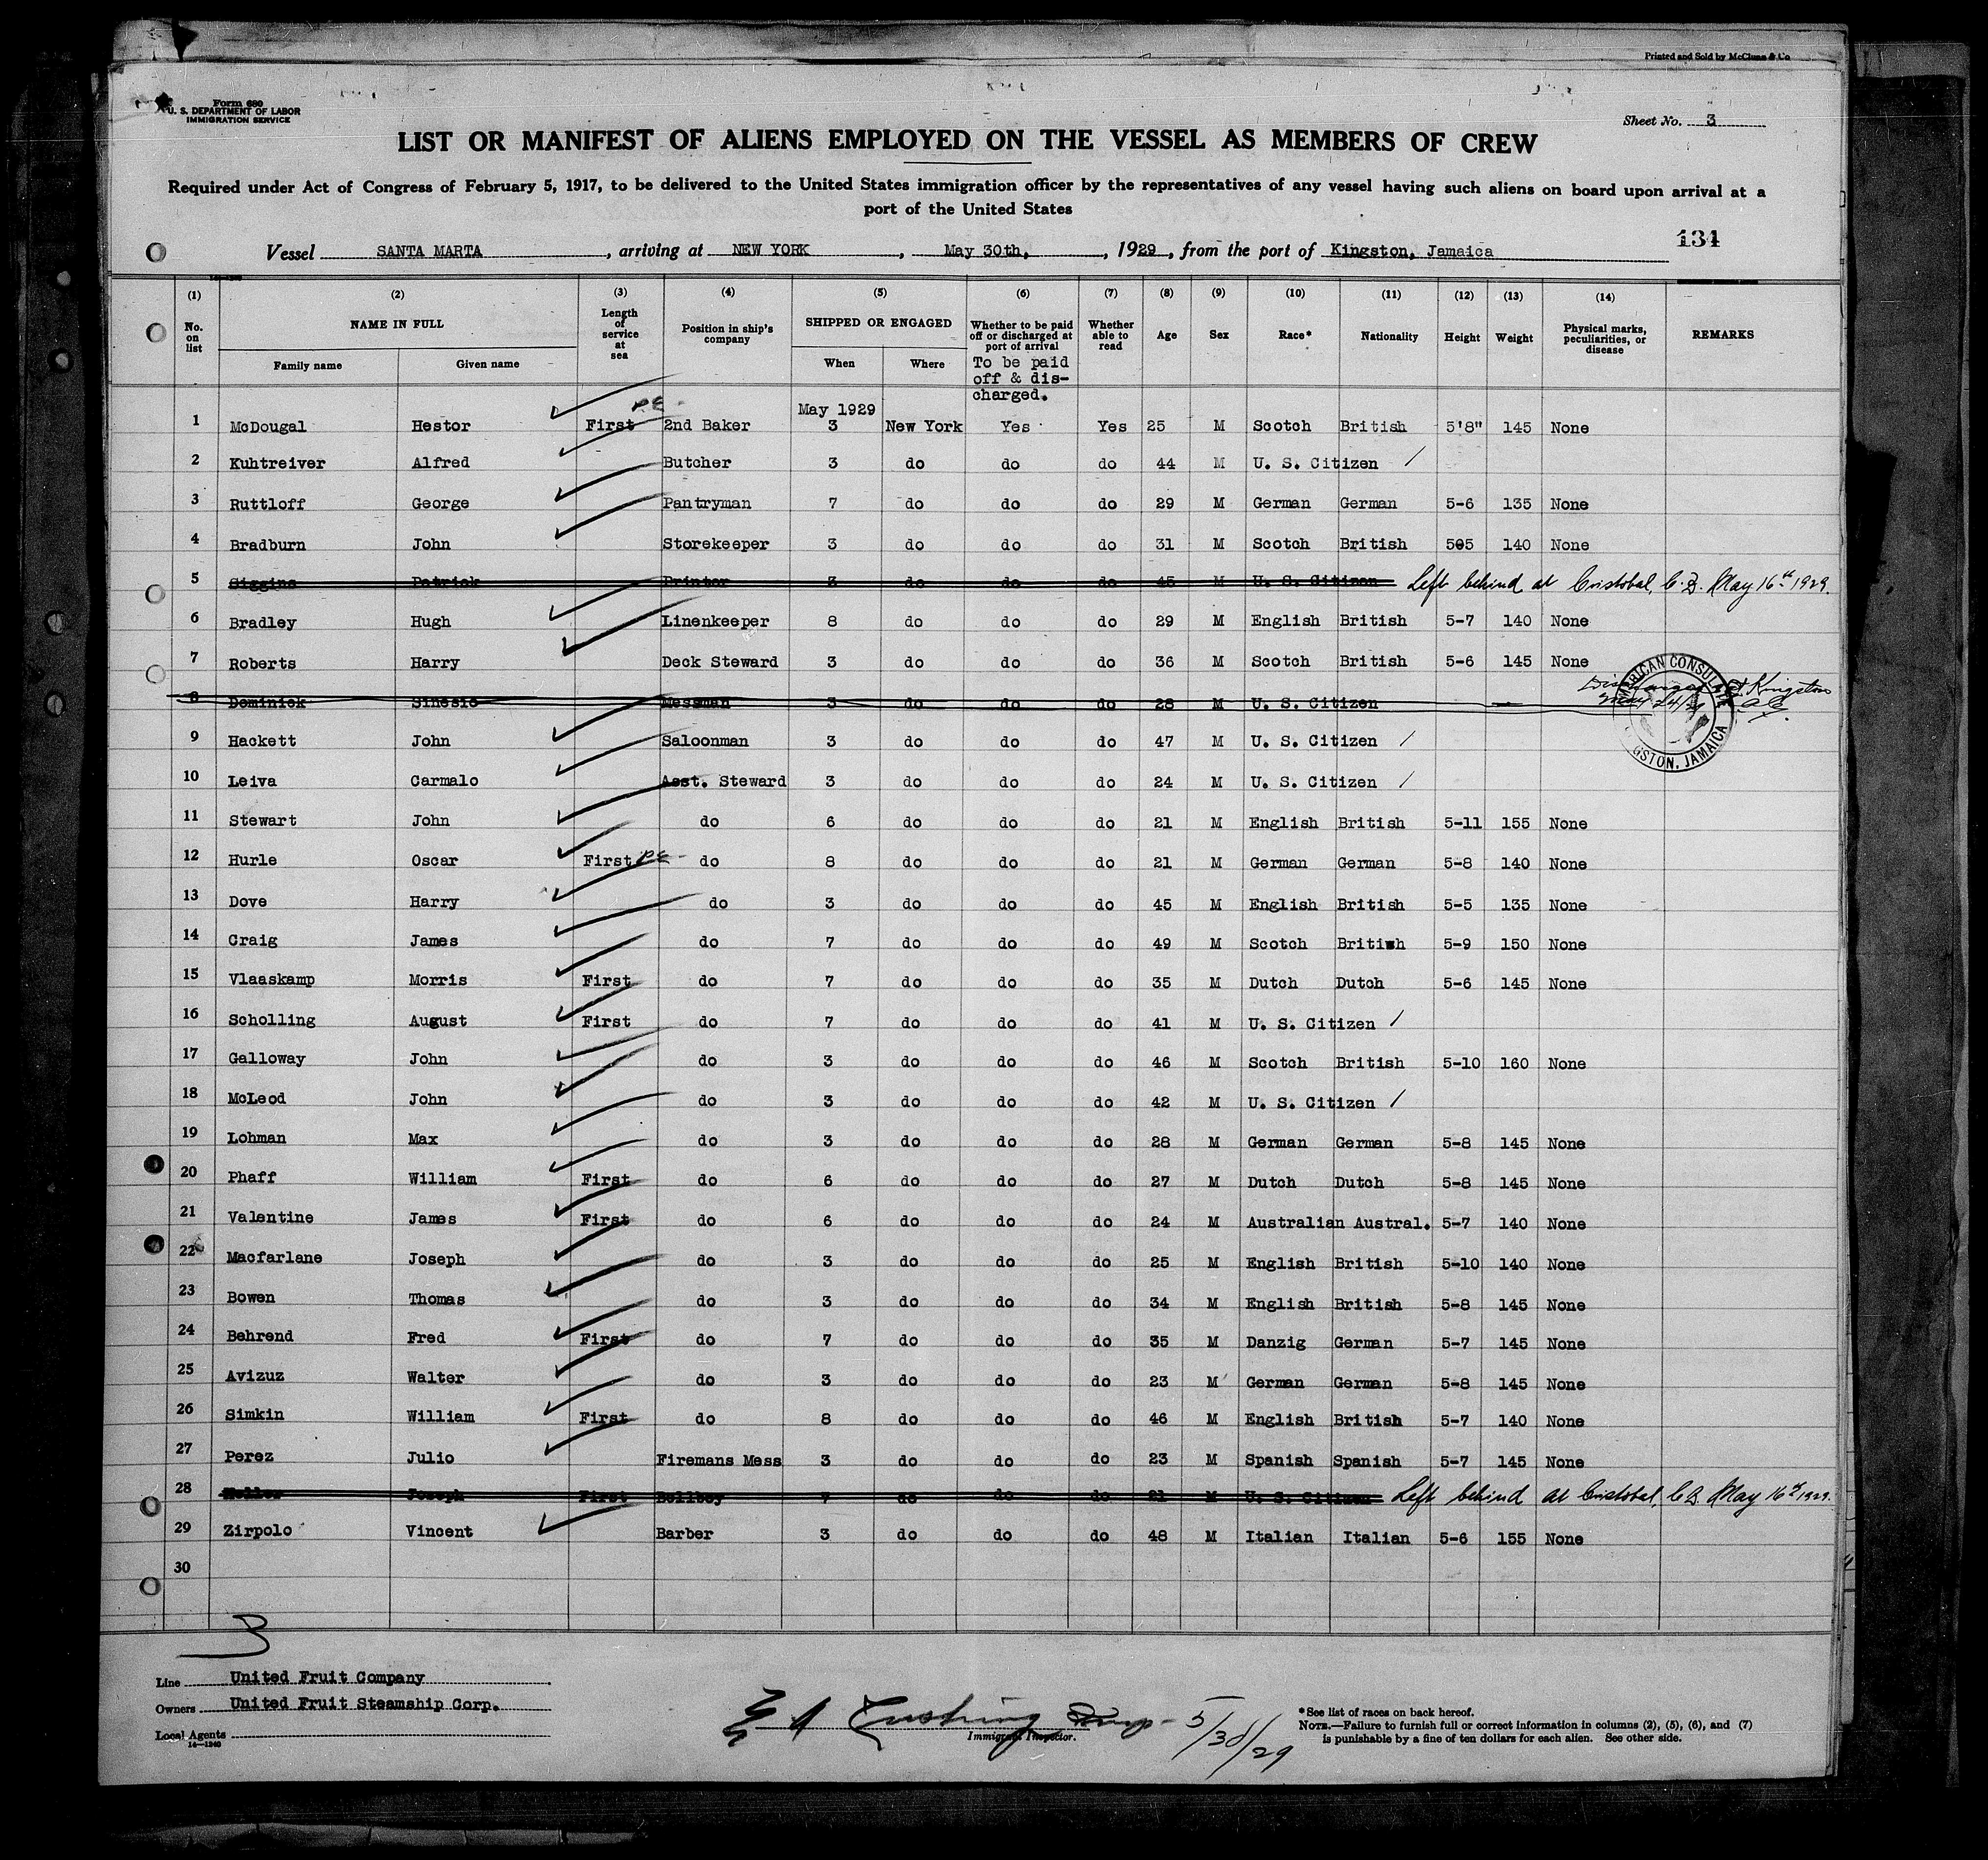 Printed and Sold by McClunn & Co
Form 680
U. S. DEPARTMENT OF LABOR
IMMIGRATION SERVICE
Sheet No. 3
LIST OR MANIFEST OF ALIENS EMPLOYED ON THE VESSEL AS MEMBERS OF CREW
Required under Act of Congress of February 5, 1917, to be delivered to the United States immigration officer by the representatives of any vessel having such aliens on board upon arrival at a
port of the United States
Vessel SANTA MARTA, arriving at NEW YORK, May 30th, 1929, from the port of Kingston, Jamaica
134
(1) (2) (3) (4) (5) (6) (7) (8) (9) (10) (11) (12) (13) (14)
No. on list NAME IN FULL Length of service at sea Position in ship's company SHIPPED OR ENGAGED Whether to be paid off or discharged at port of arrival Whether able to read Age Sex Race* Nationality Height Weight Physical marks, peculiarities, or disease REMARKS
Family name Given name When Where To be paid off & dis-charged.
May 1929
1 McDougal Hestor First PE 2nd Baker 3 New York Yes Yes 25 M Scotch British 5'8" 145 None
2 Kuhtreiver Alfred Butcher 3 do do do 44 M U. S. Citizen /
3 Ruttloff George Pantryman 7 do do do 29 M German German 5-6 135 None
4 Bradburn John Storekeeper 3 do do do 31 M Scotch British 505 140 None
5 Siggins Patrick Printer 3 do do do 45 M U. S. Citizen Left behind at Cristobal, C.Z. May 16th 1929.
6 Bradley Hugh Linenkeeper 8 do do do 29 M English British 5-7 140 None
7 Roberts Harry Deck Steward 3 do do do 36 M Scotch British 5-6 145 None
8 Dominick Sinesio Messman 3 do do do 28 M U. S. Citizen — Discharged at Kingston
May 24/29
AMERICAN CONSULATE KINGSTON, JAMAICA
9 Hackett John Saloonman 3 do do do 47 M U. S. Citizen /
10 Leiva Carmalo Asst. Steward 3 do do do 24 M U. S. Citizen /
11 Stewart John do 6 do do do 21 M English British 5-11 155 None
12 Hurle Oscar First PE do 8 do do do 21 M German German 5-8 140 None
13 Dove Harry do 3 do do do 45 M English British 5-5 135 None
14 Craig James do 7 do do do 49 M Scotch British 5-9 150 None
15 Vlaaskamp Morris First do 7 do do do 35 M Dutch Dutch 5-6 145 None
16 Scholling August First do 7 do do do 41 M U. S. Citizen /
17 Galloway John do 3 do do do 46 M Scotch British 5-10 160 None
18 McLeod John do 3 do do do 42 M U. S. Citizen /
19 Lohman Max do 3 do do do 28 M German German 5-8 145 None
20 Phaff William First do 6 do do do 27 M Dutch Dutch 5-8 145 None
21 Valentine James First do 6 do do do 24 M Australian Austral. 5-7 140 None
22 Macfarlane Joseph do 3 do do do 25 M English British 5-10 140 None
23 Bowen Thomas do 3 do do do 34 M English British 5-8 145 None
24 Behrend Fred First do 7 do do do 35 M Danzig German 5-7 145 None
25 Avizuz Walter do 3 do do do 23 M German German 5-8 145 None
26 Simkin William First do 8 do do do 46 M English British 5-7 140 None
27 Perez Julio Firemans Mess 3 do do do 23 M Spanish Spanish 5-7 145 None
28 Joseph First Bellboy 7 do do do 21 M U. S. Citizen Left behind at Cristobal, C.Z. May 16th 1929.
29 Zirpolo Vincent Barber 3 do do do 48 M Italian Italian 5-6 155 None
30
3
Line United Fruit Company
Owners United Fruit Steamship Corp.
Local Agents
14—1240
5/30/29
Immigrant Inspector.
*See list of races on back hereof.
NOTE.—Failure to furnish full or correct information in columns (2), (5), (6), and (7)
is punishable by a fine of ten dollars for each alien. See other side.